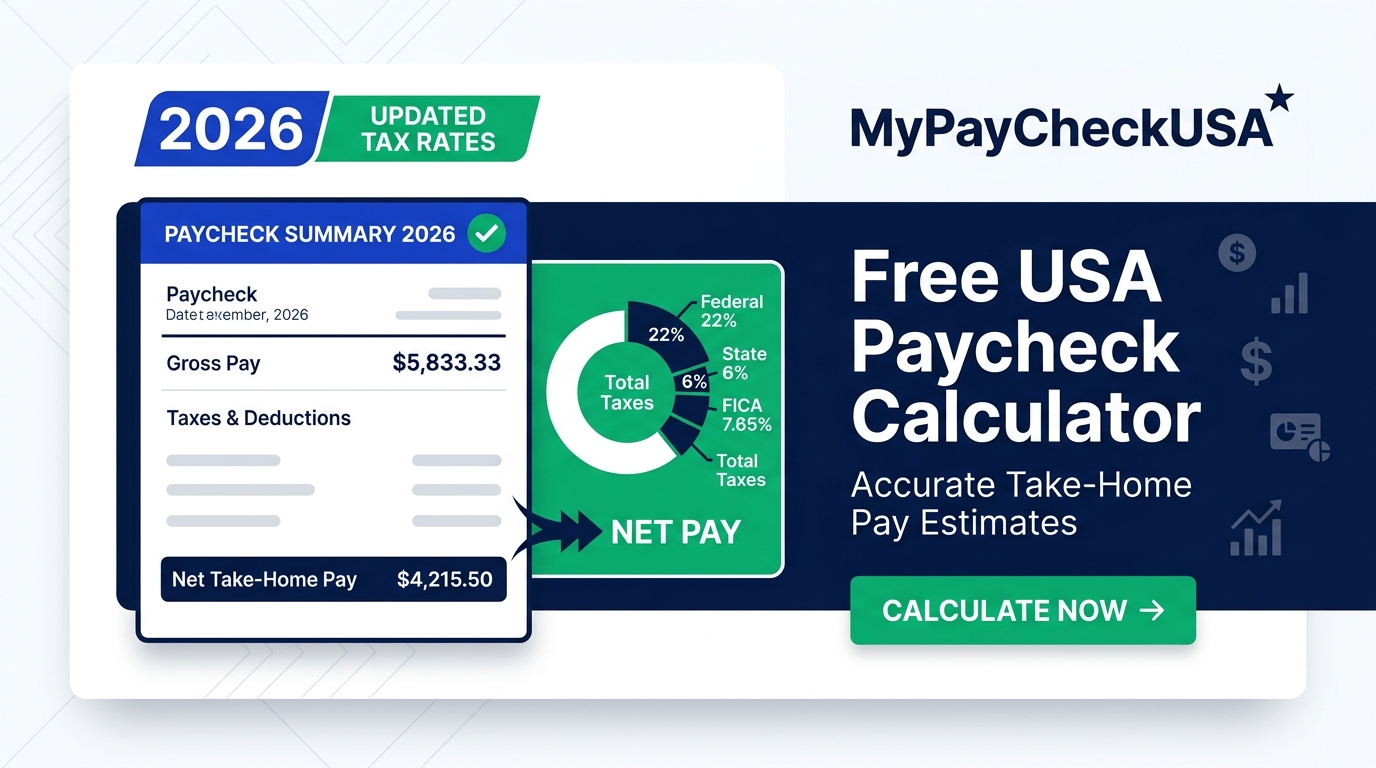 2026
UPDATED
TAX RATES
MyPayCheckUSA
PAYCHECK SUMMARY 2026
Paycheck
2026
Gross Pay $5,833.33
Taxes & Deductions
Net Take-Home Pay $4,215.50
22%
6%
Total
Taxes
Federal
22%
State
6%
FICA
7.65%
Total
Taxes
NET PAY
Free USA
Paycheck
Calculator
Accurate Take-Home
Pay Estimates
CALCULATE NOW →